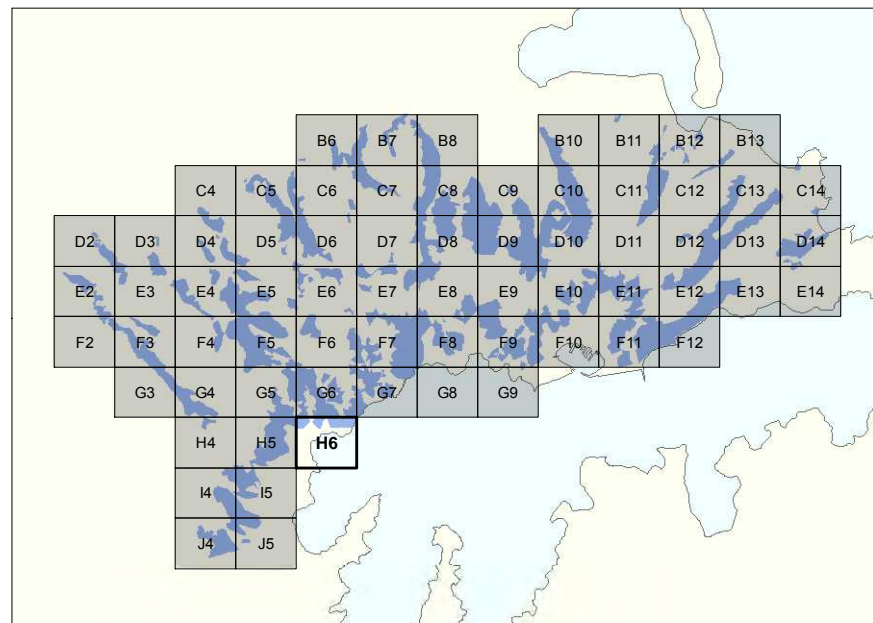 B6 B7 B8 B10 B11 B12 B13
C4 C5 C6 C7 C8 C9 C10 C11 C12 C13 C14
D2 D3 D4 D5 D6 D7 D8 D9 D10 D11 D12 D13 D14
E2 E3 E4 E5 E6 E7 E8 E9 E10 E11 E12 E13 E14
F2 F3 F4 F5 F6 F7 F8 F9 F10 F11 F12
G3 G4 G5 G6 G7 G8 G9
H4 H5 H6
I4 I5
J4 J5